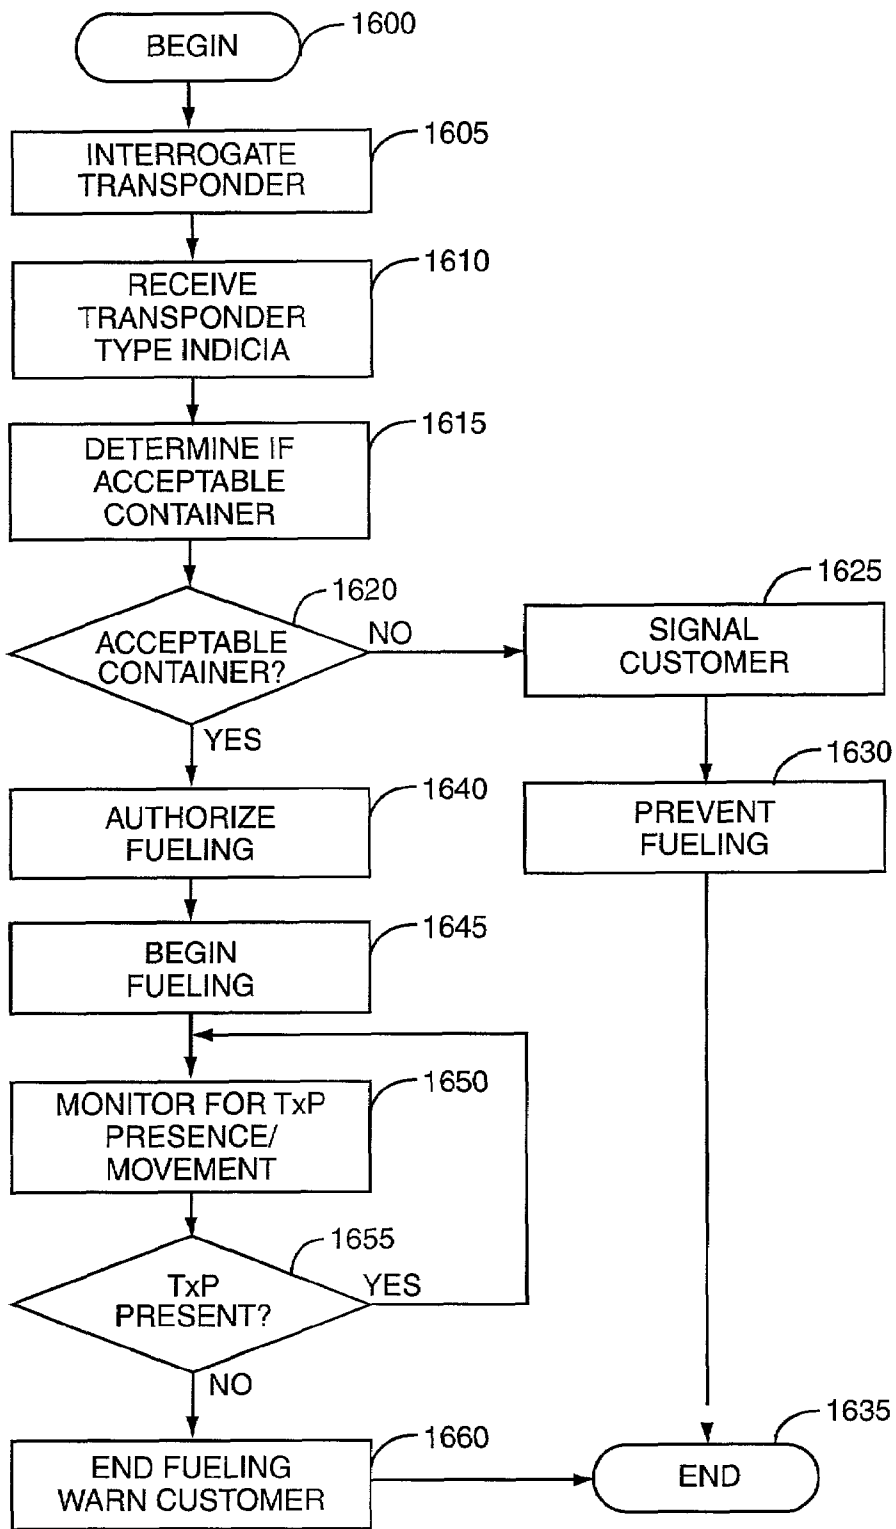 BEGIN
1600
INTERROGATE
TRANSPONDER
1605
RECEIVE
TRANSPONDER
TYPE INDICIA
1610
DETERMINE IF
ACCEPTABLE
CONTAINER
1615
ACCEPTABLE
CONTAINER?
1620
NO
YES
SIGNAL
CUSTOMER
1625
PREVENT
FUELING
1630
AUTHORIZE
FUELING
1640
BEGIN
FUELING
1645
MONITOR FOR TxP
PRESENCE/
MOVEMENT
1650
TxP
PRESENT?
1655
YES
NO
END FUELING
WARN CUSTOMER
1660
END
1635